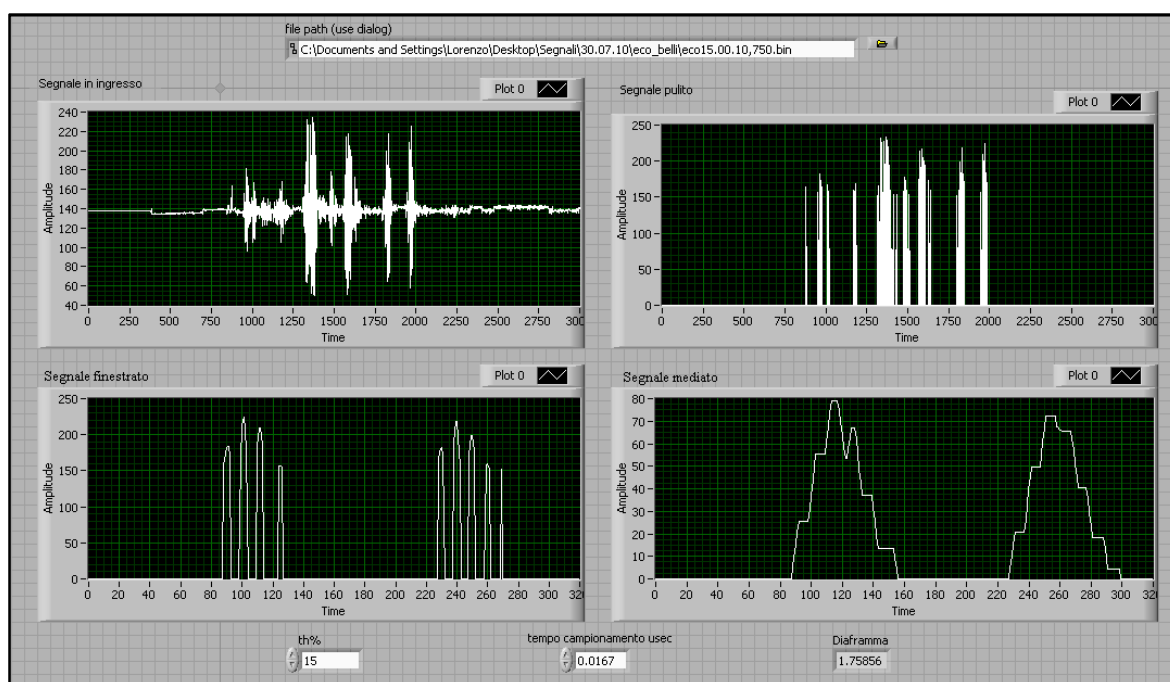 file path (use dialog)
C:\Documents and Settings\Lorenzo\Desktop\Segnali\30.07.10\eco_belli\eco15.00.10,750.bin
Segnale in ingresso
Plot 0
Amplitude
240
220
200
180
160
140
120
100
80
60
40
0 250 500 750 1000 1250 1500 1750 2000 2250 2500 2750 300
Time
Segnale pulito
Plot 0
Amplitude
250
200
150
100
50
0
0 250 500 750 1000 1250 1500 1750 2000 2250 2500 2750 300
Time
Segnale finestrato
Plot 0
Amplitude
250
200
150
100
50
0
0 20 40 60 80 100 120 140 160 180 200 220 240 260 280 300 32
Time
Segnale mediato
Plot 0
Amplitude
80
70
60
50
40
30
20
10
0
0 20 40 60 80 100 120 140 160 180 200 220 240 260 280 300 320
Time
th%
15
tempo campionamento usec
0.0167
Diaframma
1.75856